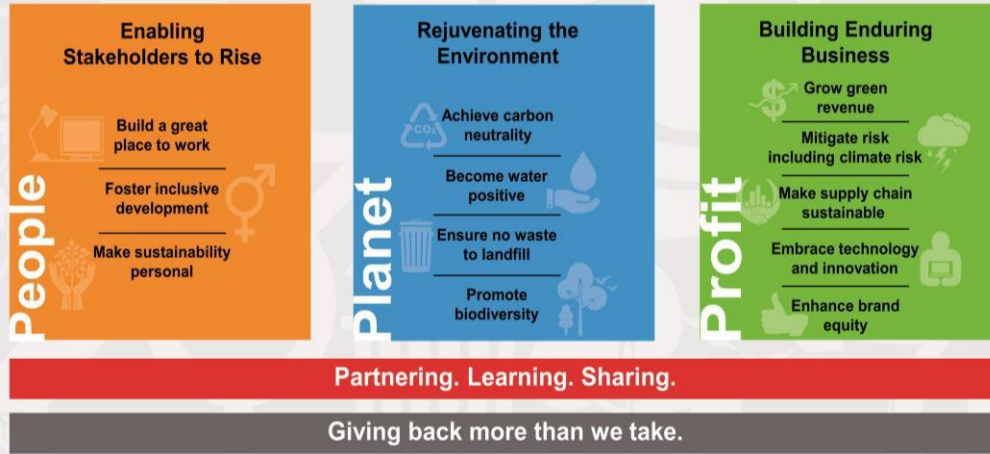 Enabling
Stakeholders to Rise
Build a great
place to work
Foster inclusive
development
Make sustainability
personal
People
Rejuvenating the
Environment
CO₂
Achieve carbon
neutrality
Become water
positive
Ensure no waste
to landfill
Promote
biodiversity
Planet
Building Enduring
Business
$
Grow green
revenue
Mitigate risk
including climate risk
Make supply chain
sustainable
Embrace technology
and innovation
Enhance brand
equity
Profit
Partnering. Learning. Sharing.
Giving back more than we take.